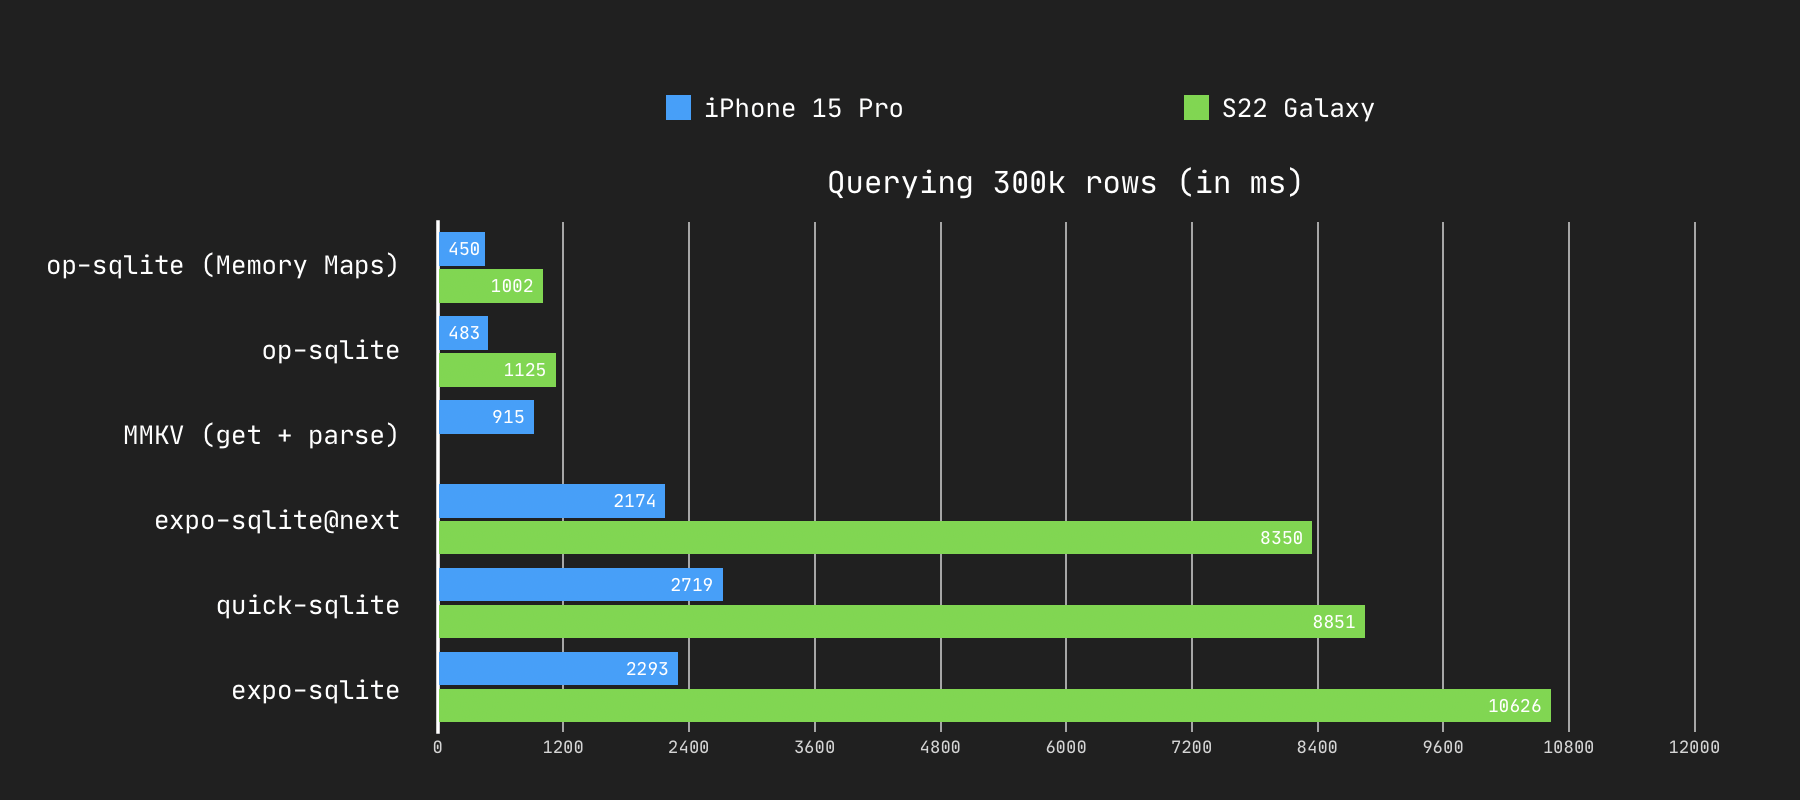 iPhone 15 Pro
S22 Galaxy
Querying 300k rows (in ms)
op-sqlite (Memory Maps)
450
1002
op-sqlite
483
1125
MMKV (get + parse)
915
expo-sqlite@next
2174
8350
quick-sqlite
2719
8851
expo-sqlite
2293
10626
0 1200 2400 3600 4800 6000 7200 8400 9600 10800 12000